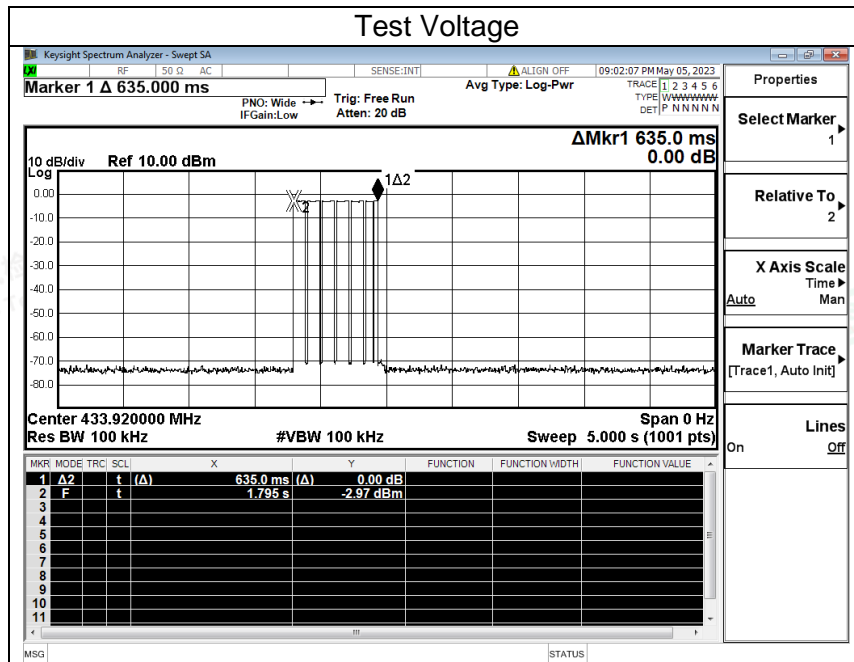 Test Voltage
Keysight Spectrum Analyzer - Swept SA
LXI RF 50 Ω AC SENSE:INT ALIGN OFF 09:02:07 PM May 05, 2023
Marker 1 Δ 635.000 ms
PNO: Wide
IFGain:Low
Trig: Free Run
Atten: 20 dB
Avg Type: Log-Pwr
TRACE 1 2 3 4 5 6
TYPE WWWWWW
DET P N N N N N
ΔMkr1 635.0 ms
0.00 dB
10 dB/div Ref 10.00 dBm
Log
0.00
-10.0
-20.0
-30.0
-40.0
-50.0
-60.0
-70.0
-80.0
1Δ2
2
Center 433.920000 MHz Span 0 Hz
Res BW 100 kHz #VBW 100 kHz Sweep 5.000 s (1001 pts)
MKR MODE TRC SCL X Y FUNCTION FUNCTION WIDTH FUNCTION VALUE
1 Δ2 t (Δ) 635.0 ms (Δ) 0.00 dB
2 F t 1.795 s -2.97 dBm
3
4
5
6
7
8
9
10
11
MSG STATUS
Properties
Select Marker
1
Relative To
2
X Axis Scale
Time
Auto Man
Marker Trace
[Trace1, Auto Init]
Lines
On Off